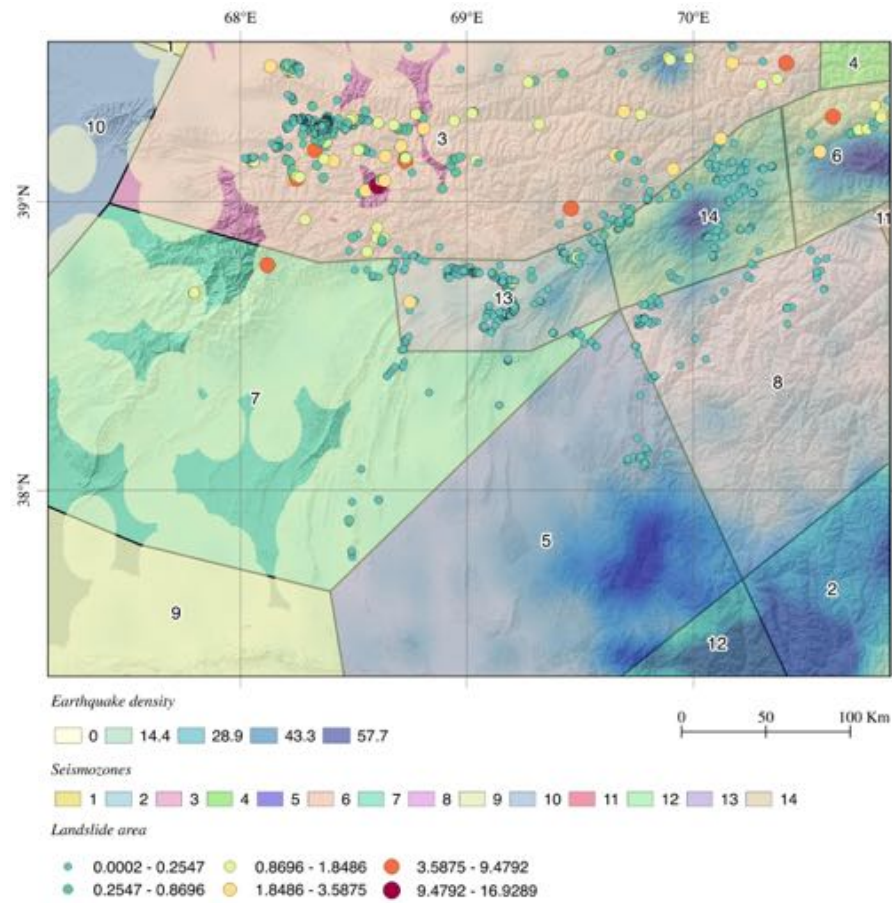 68°E 69°E 70°E
1
4
10
3
6
39°N
14
11
13
7
8
38°N
5
9
2
12
Earthquake density
0 14.4 28.9 43.3 57.7
0 50 100 Km
Seismozones
1 2 3 4 5 6 7 8 9 10 11 12 13 14
Landslide area
0.0002 - 0.2547 0.8696 - 1.8486 3.5875 - 9.4792
0.2547 - 0.8696 1.8486 - 3.5875 9.4792 - 16.9289